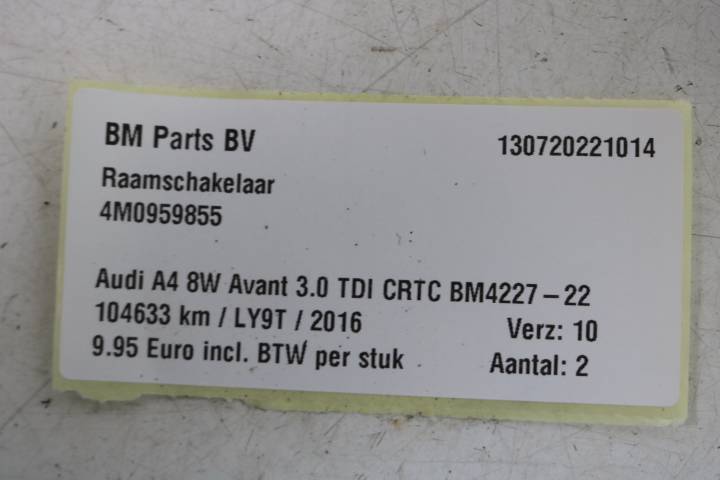 BM Parts BV 130720221014
Raamschakelaar
4M0959855
Audi A4 8W Avant 3.0 TDI CRTC BM4227-22
104633 km / LY9T / 2016 Verz: 10
9.95 Euro incl. BTW per stuk Aantal: 2